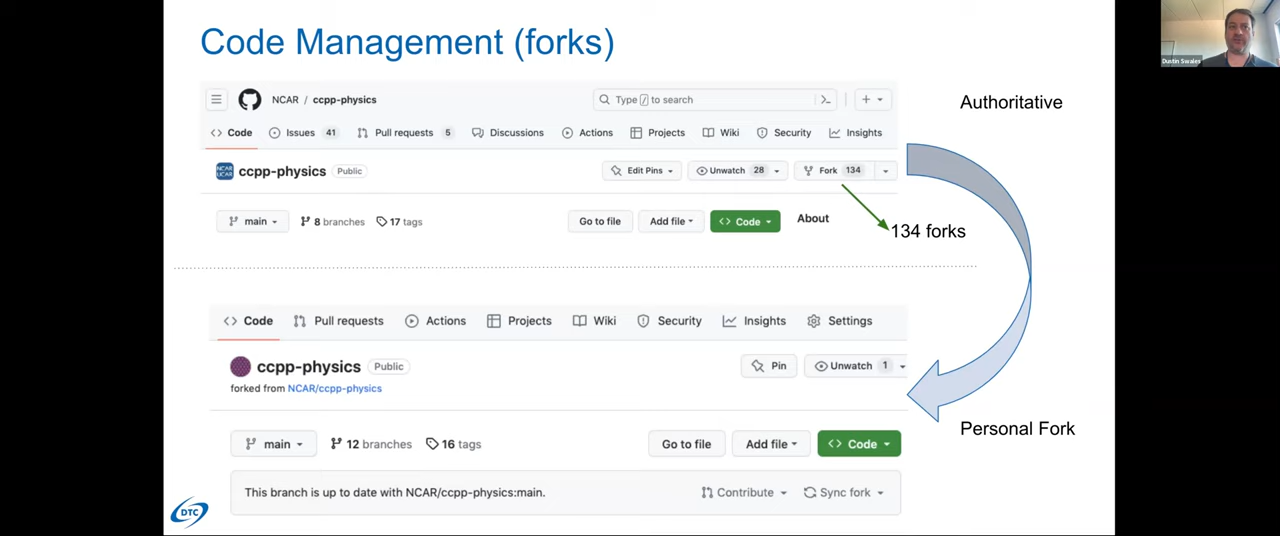 Code Management (forks)
Dustin Swales
NCAR / ccpp-physics
Type / to search
Authoritative
Code Issues 41 Pull requests 5 Discussions Actions Projects Wiki Security Insights
NCAR
UCAR
ccpp-physics Public
Edit Pins Unwatch 28 Fork 134
main 8 branches 17 tags
Go to file Add file Code About
134 forks
Code Pull requests Actions Projects Wiki Security Insights Settings
ccpp-physics Public
Pin Unwatch 1
forked from NCAR/ccpp-physics
Personal Fork
main 12 branches 16 tags
Go to file Add file Code
This branch is up to date with NCAR/ccpp-physics:main.
Contribute Sync fork
DTC